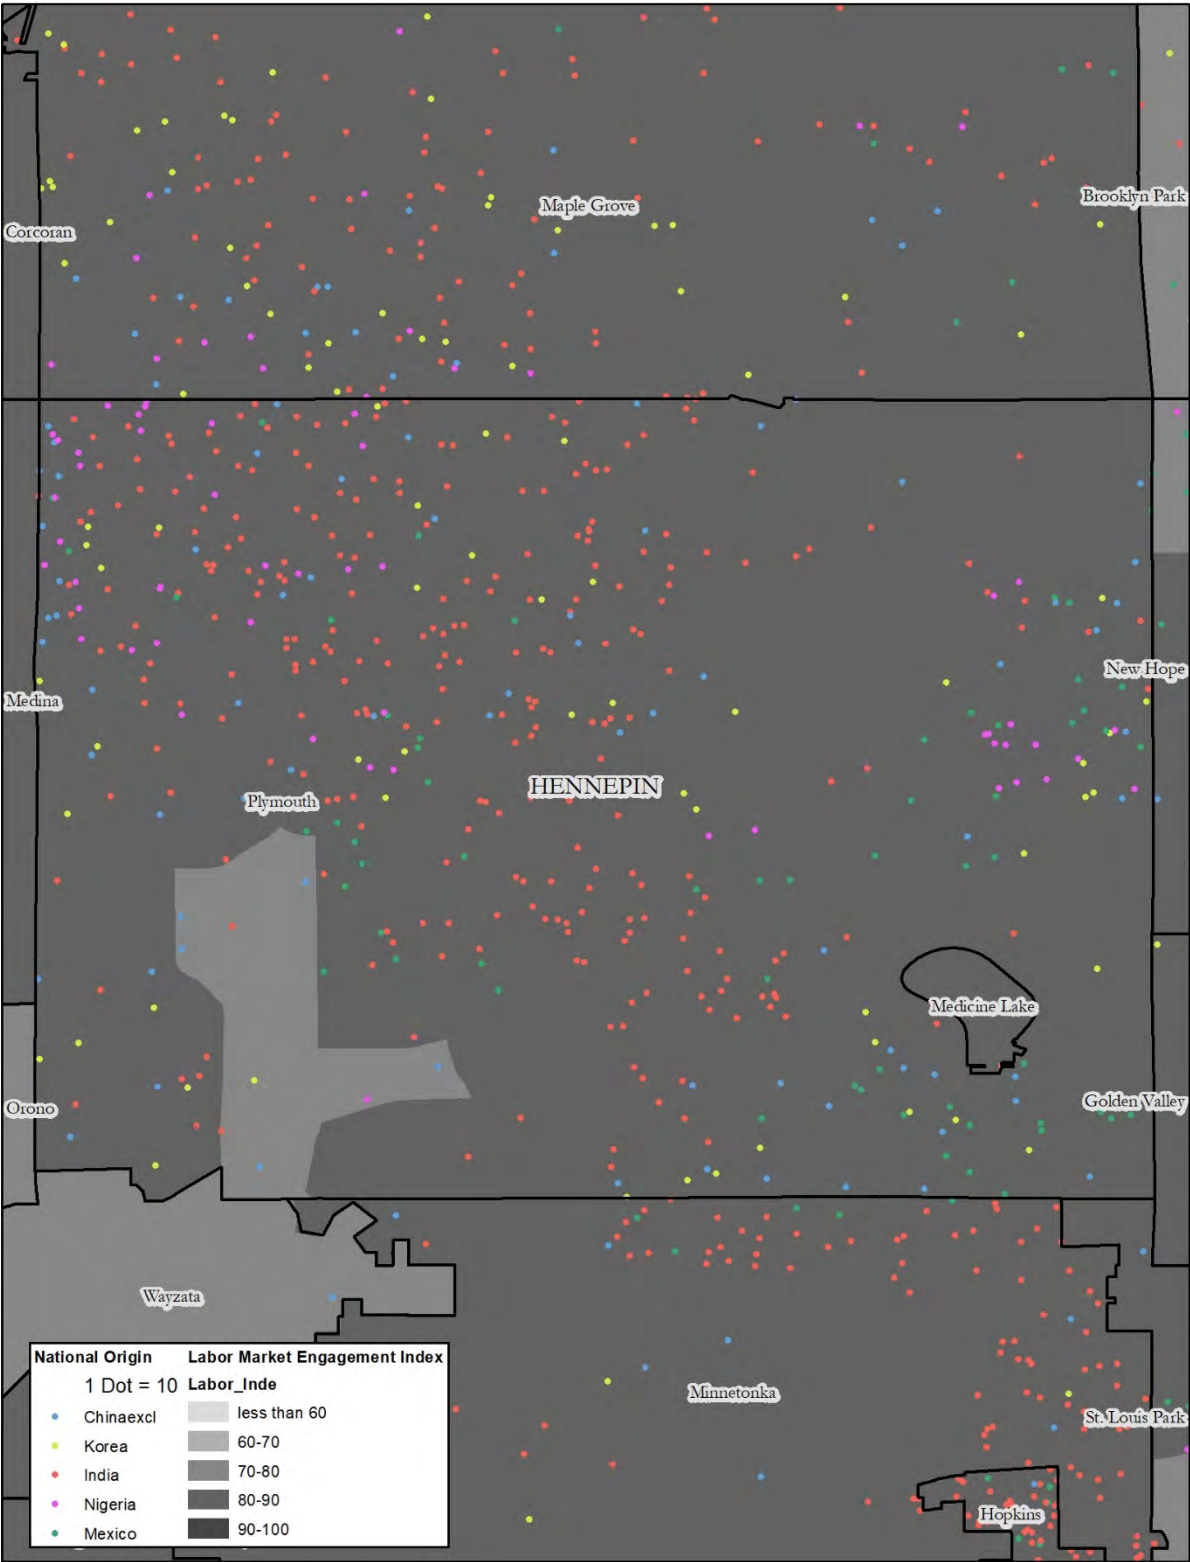 Maple Grove
Brooklyn Park
Corcoran
New Hope
Medina
HENNEPIN
Plymouth
Medicine Lake
Orono
Golden Valley
Wayzata
Minnetonka
St. Louis Park
Hopkins
National Origin
1 Dot = 10
Chinaexcl
Korea
India
Nigeria
Mexico
Labor Market Engagement Index
Labor_Inde
less than 60
60-70
70-80
80-90
90-100